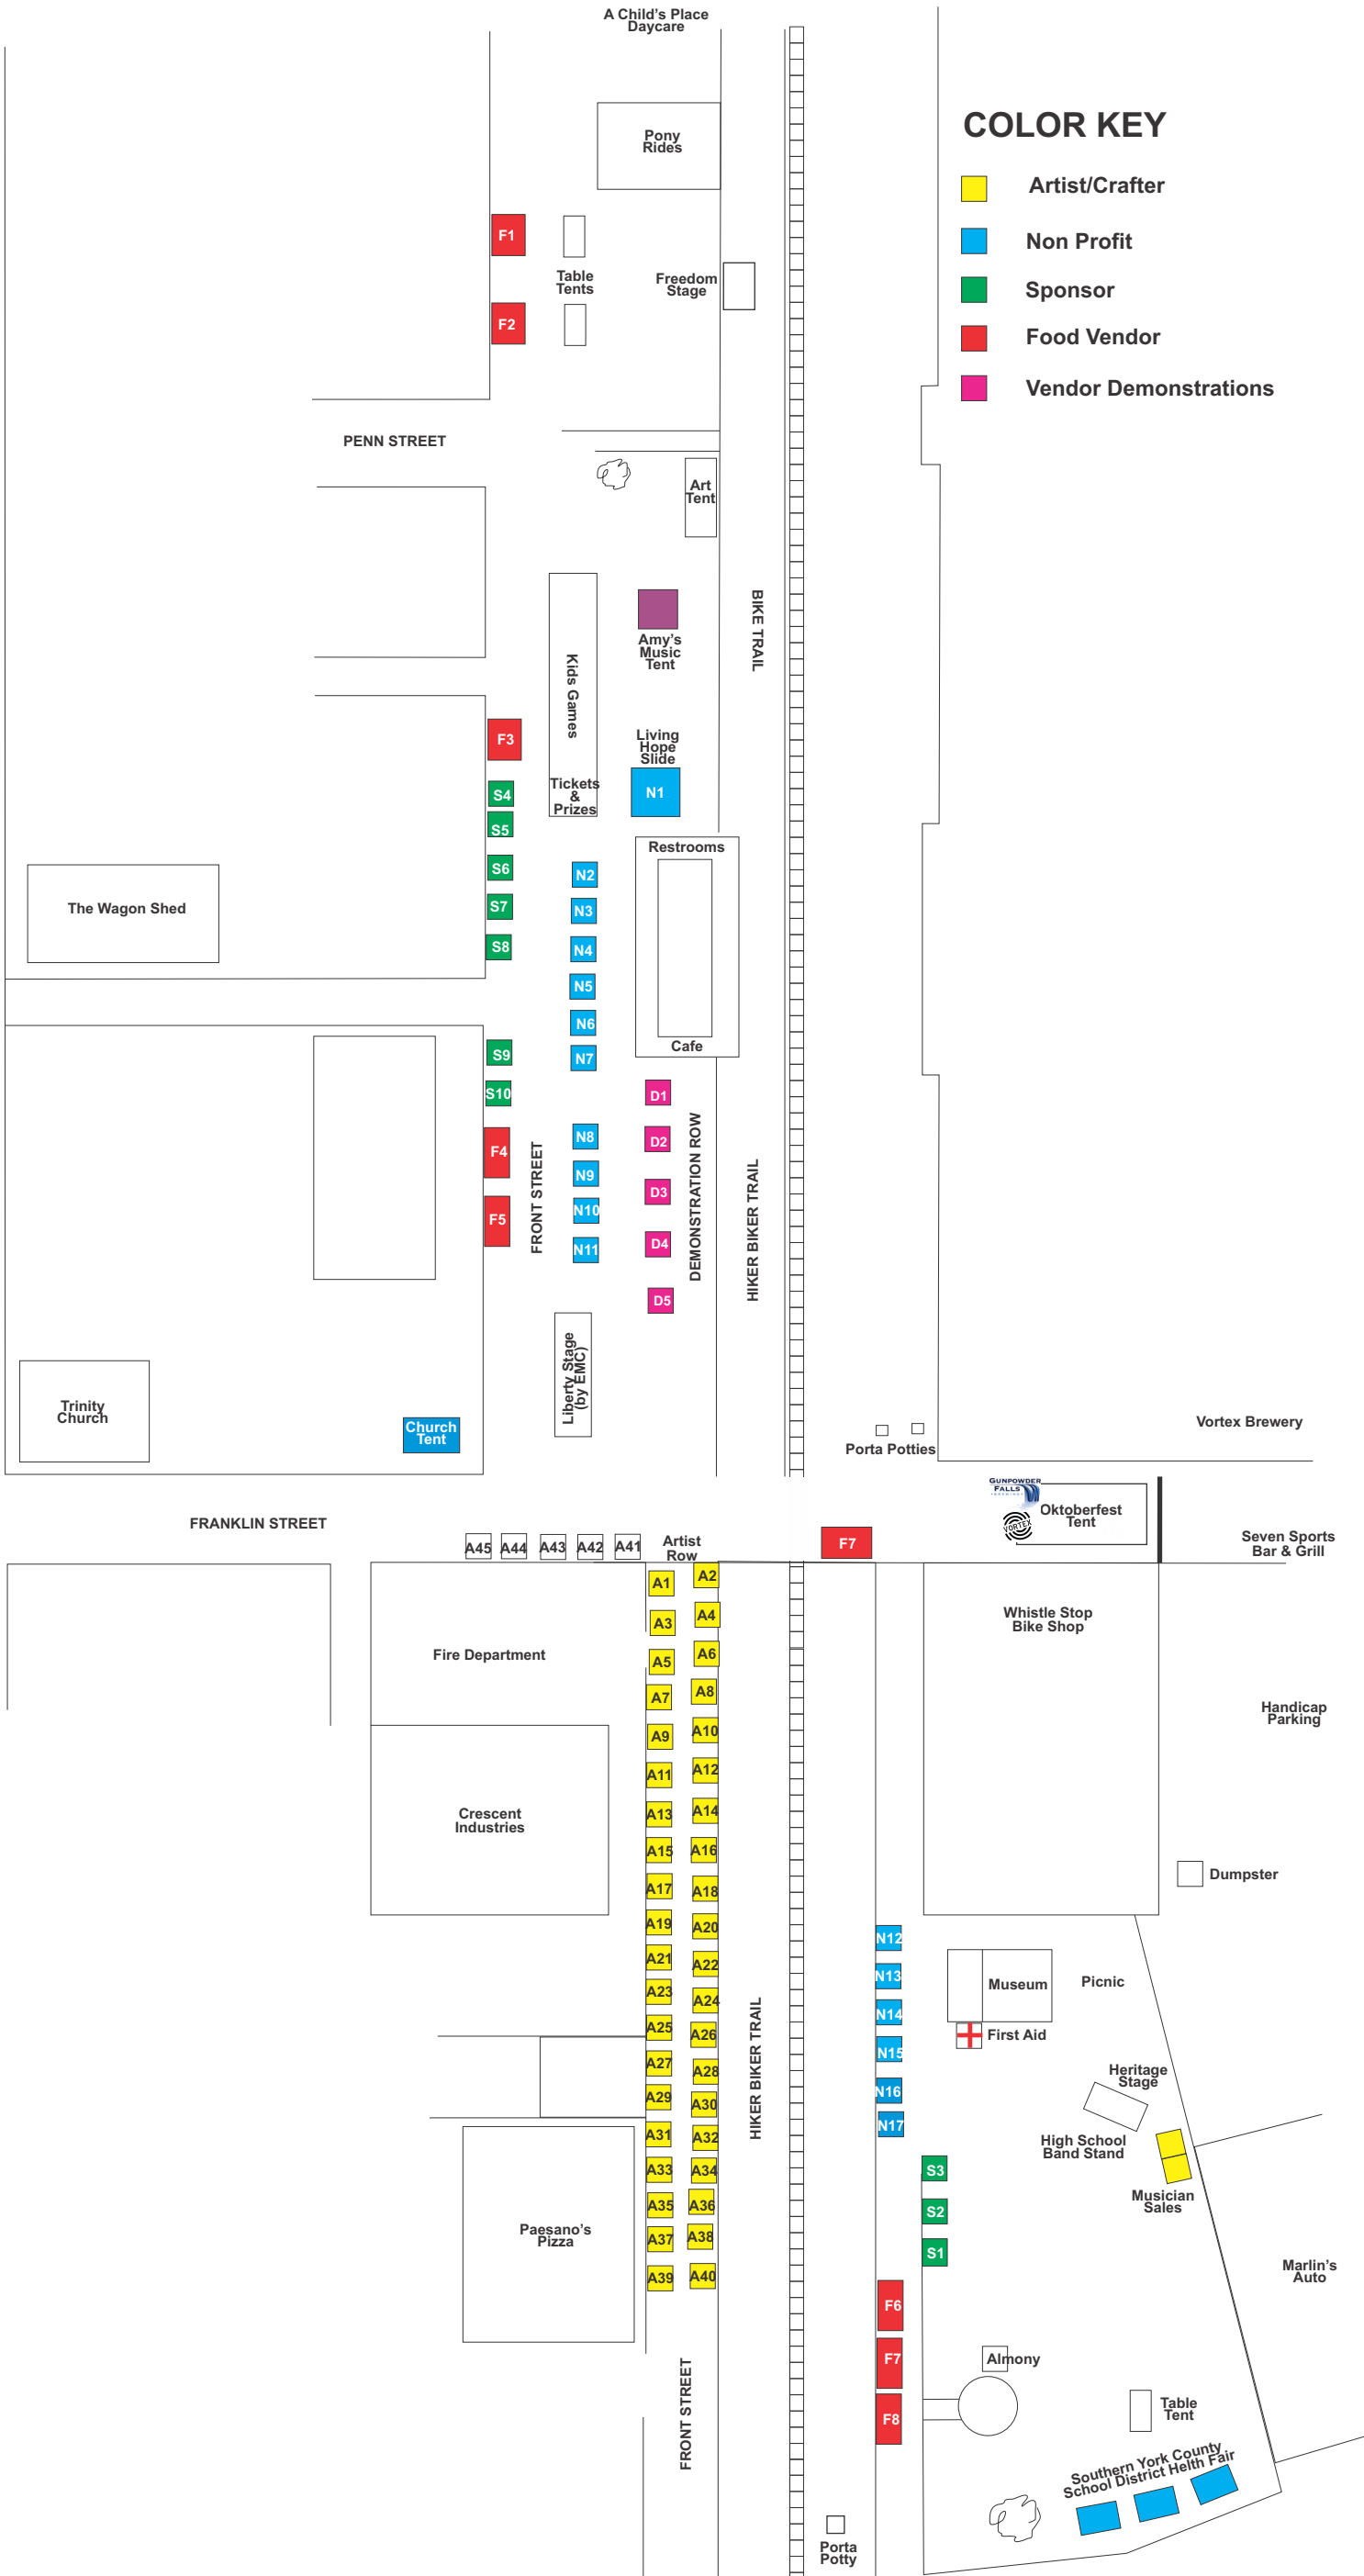 A Child's Place
Daycare
COLOR KEY
Artist/Crafter
Non Profit
Sponsor
Food Vendor
Vendor Demonstrations
Pony
Rides
F1
Table
Tents
F2
Freedom
Stage
PENN STREET
Art
Tent
Amy's
Music
Tent
BIKE TRAIL
Kids Games
Tickets
&
Prizes
Living
Hope
Slide
N1
F3
S4
S5
S6
S7
S8
The Wagon Shed
Restrooms
Cafe
N2
N3
N4
N5
N6
N7
S9
S10
F4
F5
FRONT STREET
N8
N9
N10
N11
D1
D2
D3
D4
D5
DEMONSTRATION ROW
HIKER BIKER TRAIL
Liberty Stage
(by EMC)
Trinity
Church
Church
Tent
Porta Potties
Vortex Brewery
GUNPOWDER
FALLS
VORTEX
Oktoberfest
Tent
Seven Sports
Bar & Grill
FRANKLIN STREET
A45
A44
A43
A42
A41
Artist
Row
F7
A1
A2
A3
A4
A5
A6
A7
A8
A9
A10
A11
A12
A13
A14
A15
A16
A17
A18
A19
A20
A21
A22
A23
A24
A25
A26
A27
A28
A29
A30
A31
A32
A33
A34
A35
A36
A37
A38
A39
A40
Fire Department
Crescent
Industries
Paesano's
Pizza
FRONT STREET
HIKER BIKER TRAIL
Whistle Stop
Bike Shop
Handicap
Parking
Dumpster
N12
N13
N14
N15
N16
N17
Museum
Picnic
First Aid
Heritage
Stage
High School
Band Stand
Musician
Sales
S3
S2
S1
Marlin's
Auto
F6
F7
F8
Almony
Table
Tent
Southern York County
School District Helth Fair
Porta
Potty